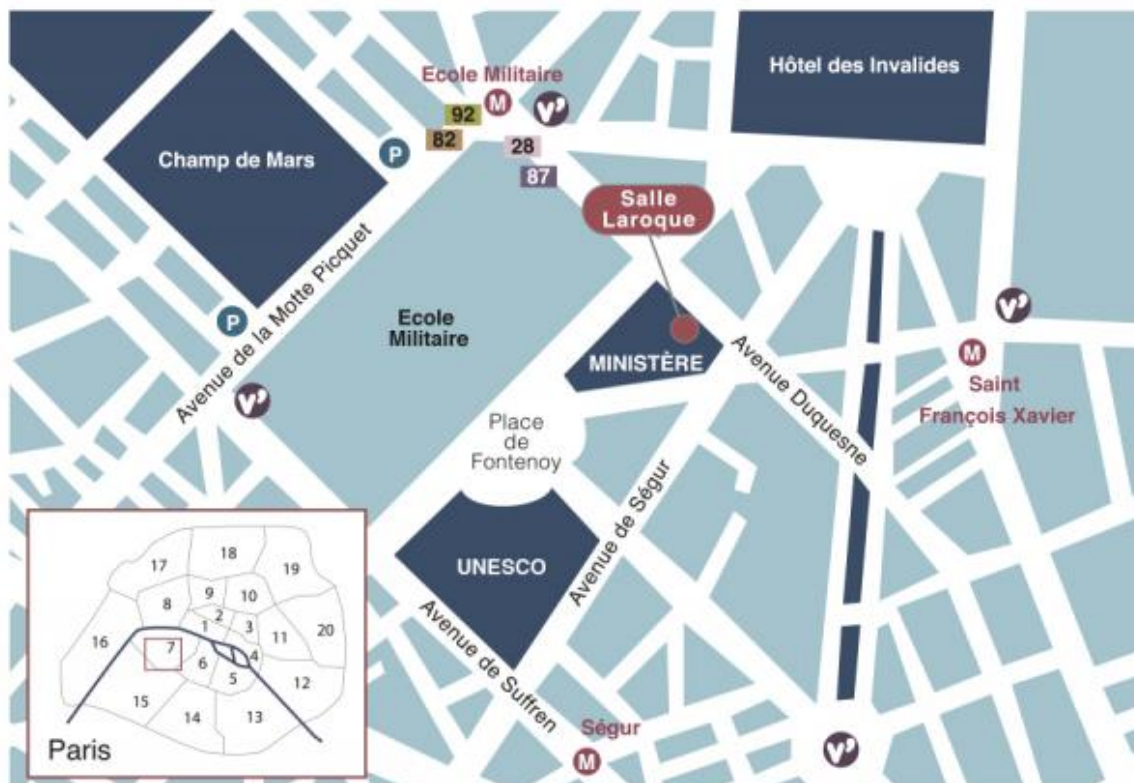 Ecole Militaire
M
V'
92
82
28
87
P
Hôtel des Invalides
Champ de Mars
Salle
Laroque
P
Avenue de la Motte Picquet
Ecole
Militaire
MINISTÈRE
Avenue Duquesne
V'
M
Saint
François Xavier
V'
Place
de
Fontenoy
Avenue de Ségur
UNESCO
Avenue de Suffren
Ségur
M
V'
17
18
19
8
9
10
2
1
3
16
7
11
20
6
4
5
12
15
14
13
Paris